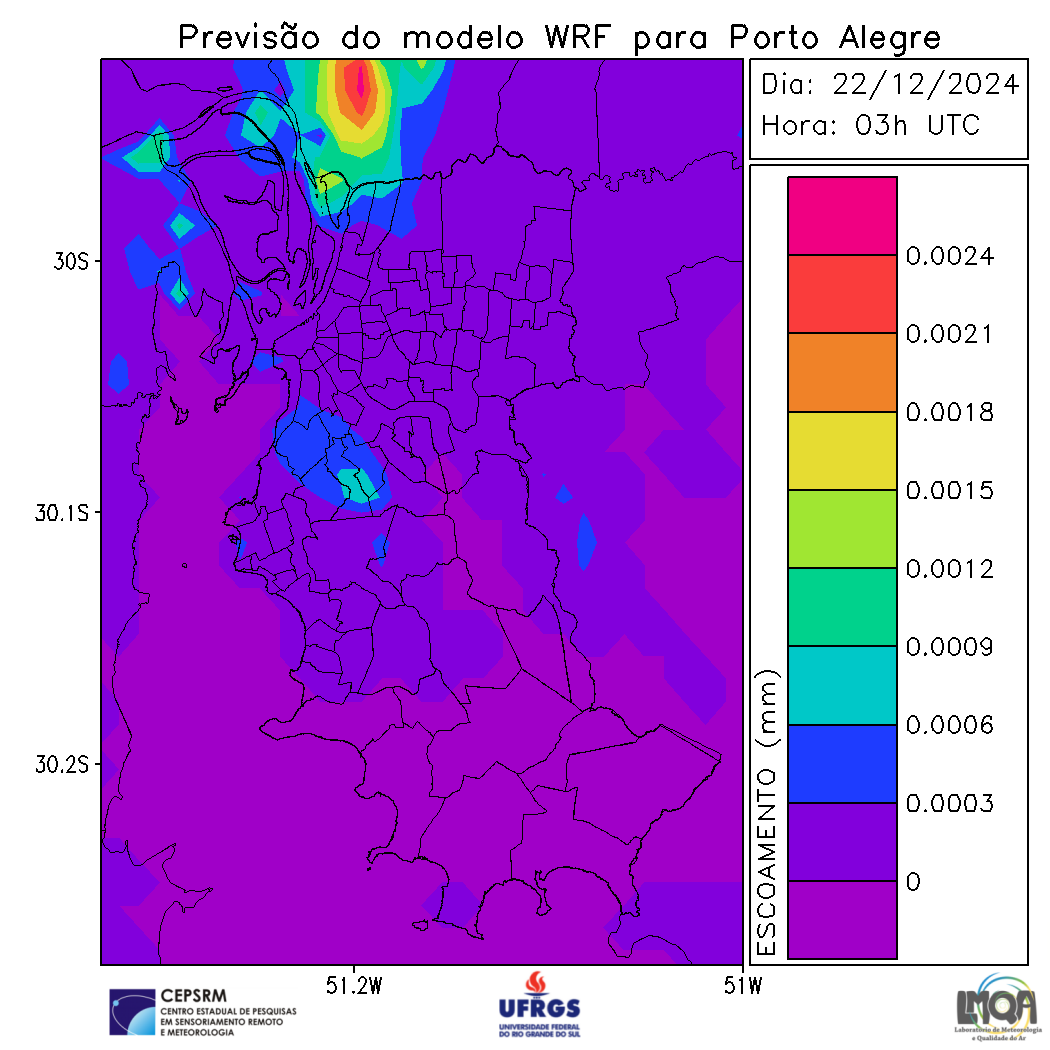 Previsão do modelo WRF para Porto Alegre
Dia: 22/12/2024
Hora: 03h UTC
30S
30.1S
30.2S
51.2W
51W
ESCOAMENTO (mm)
0.0024
0.0021
0.0018
0.0015
0.0012
0.0009
0.0006
0.0003
0
CEPSRM
CENTRO ESTADUAL DE PESQUISAS
EM SENSORIAMENTO REMOTO
E METEOROLOGIA
UFRGS
UNIVERSIDADE FEDERAL
DO RIO GRANDE DO SUL
LMQA
Laboratório de Meteorologia
e Qualidade do Ar